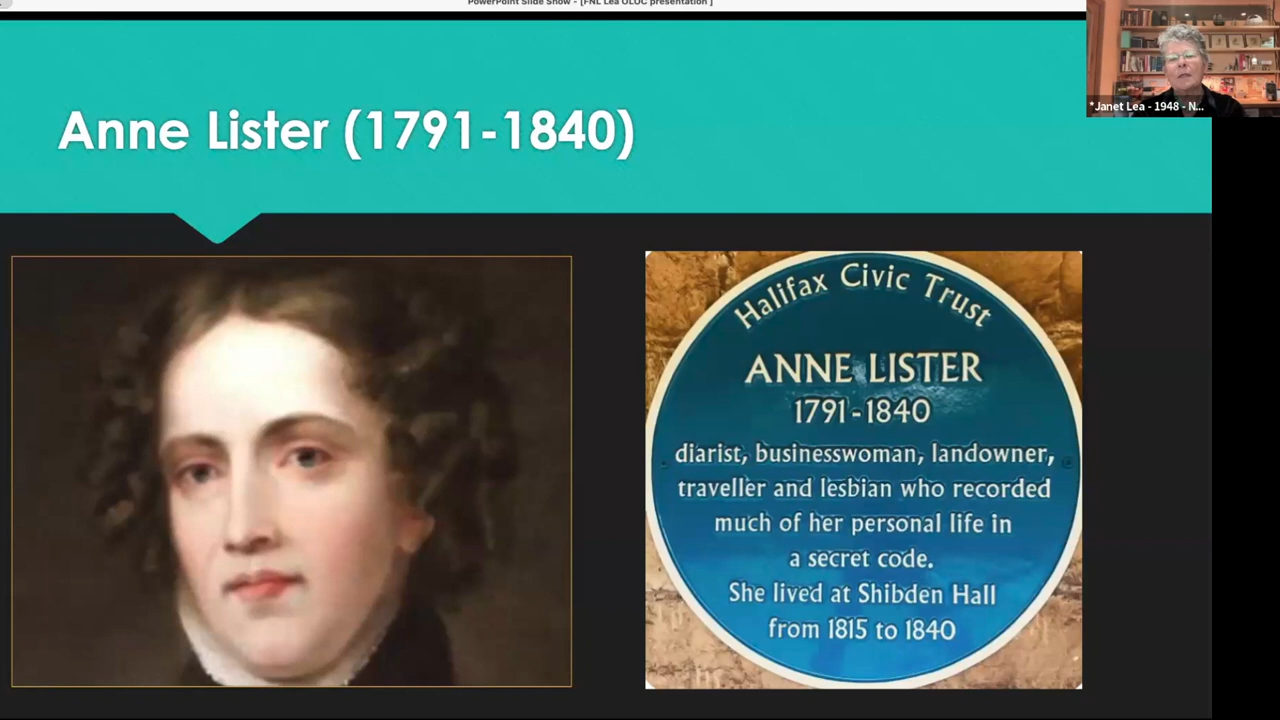 PowerPoint Slide Show - [FNL Lea OLOC presentation ]
*Janet Lea - 1948 - N...
Anne Lister (1791-1840)
Halifax Civic Trust
ANNE LISTER
1791-1840
diarist, businesswoman, landowner,
traveller and lesbian who recorded
much of her personal life in
a secret code.
She lived at Shibden Hall
from 1815 to 1840